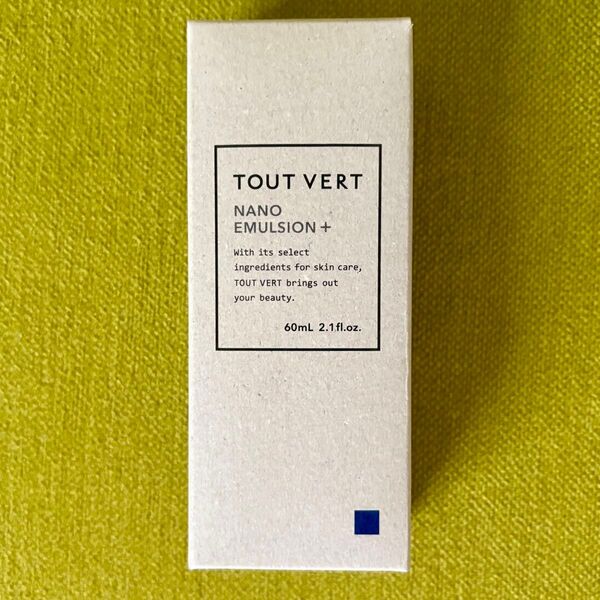 TOUT VERT
NANO
EMULSION+
With its select
ingredients for skin care,
TOUT VERT brings out
your beauty.
60mL 2.1fl.oz.